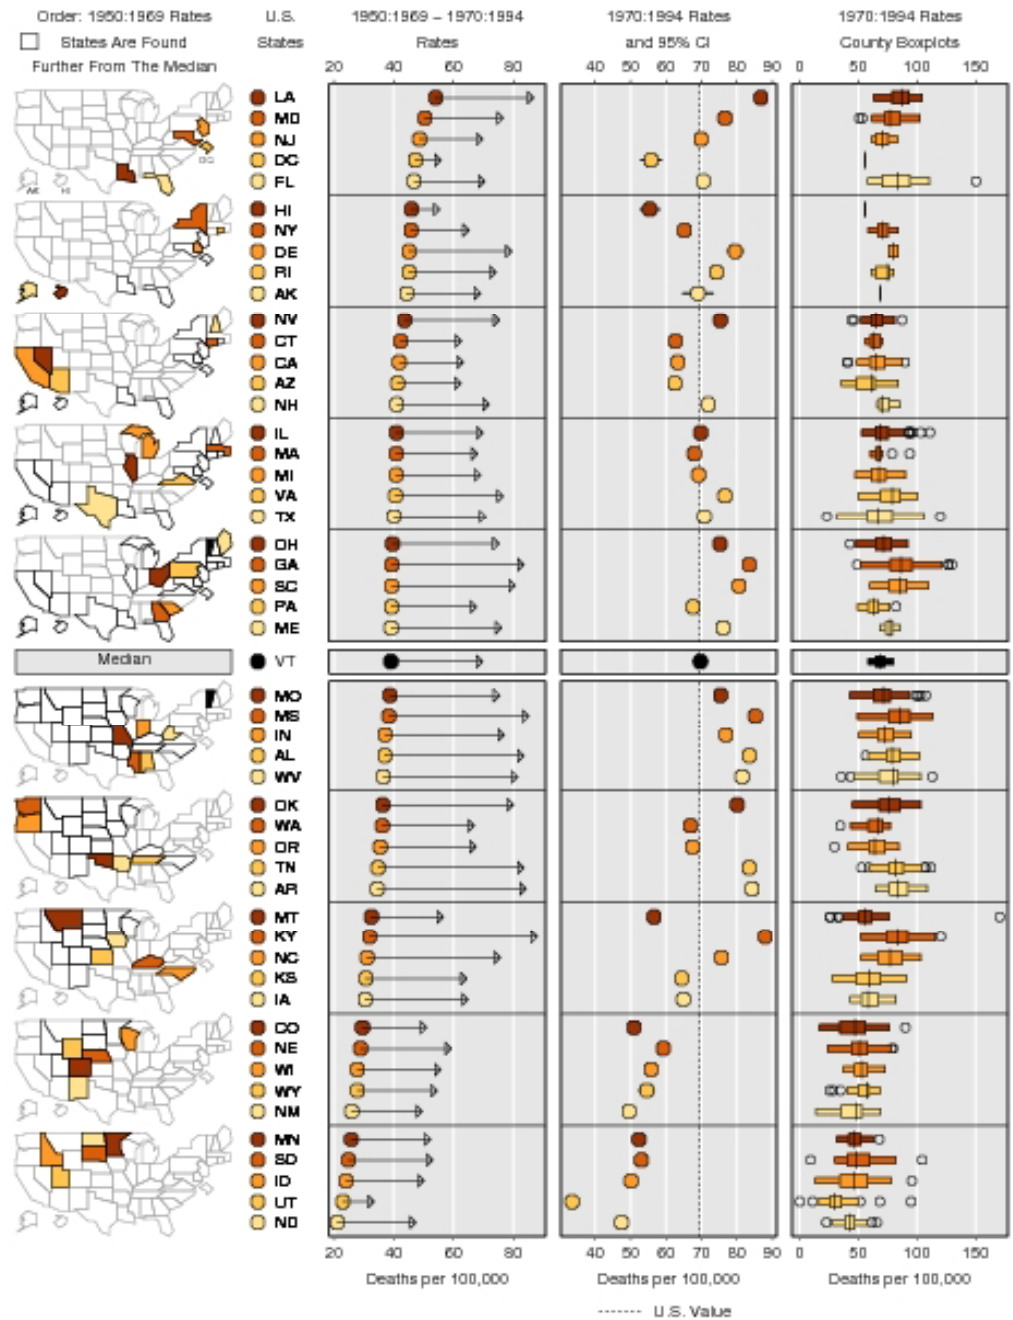 Order: 1950:1969 Rates U.S. 1950:1969 – 1970:1994 1970:1994 Rates 1970:1994 Rates
States Are Found States Rates and 95% CI County Boxplots
Further From The Median
20 40 60 80 40 50 60 70 80 90 0 50 100 150
LA
MD
NJ
DC
DC
FL
AK HI
HI
NY
DE
RI
AK
NV
CT
CA
AZ
NH
IL
MA
MI
VA
TX
OH
GA
SC
PA
ME
Median VT
MO
MS
IN
AL
WV
OK
WA
OR
TN
AR
MT
KY
NC
KS
IA
CO
NE
WI
WY
NM
MN
SD
ID
UT
ND
20 40 60 80 40 50 60 70 80 90 0 50 100 150
Deaths per 100,000 Deaths per 100,000 Deaths per 100,000
U.S. Value